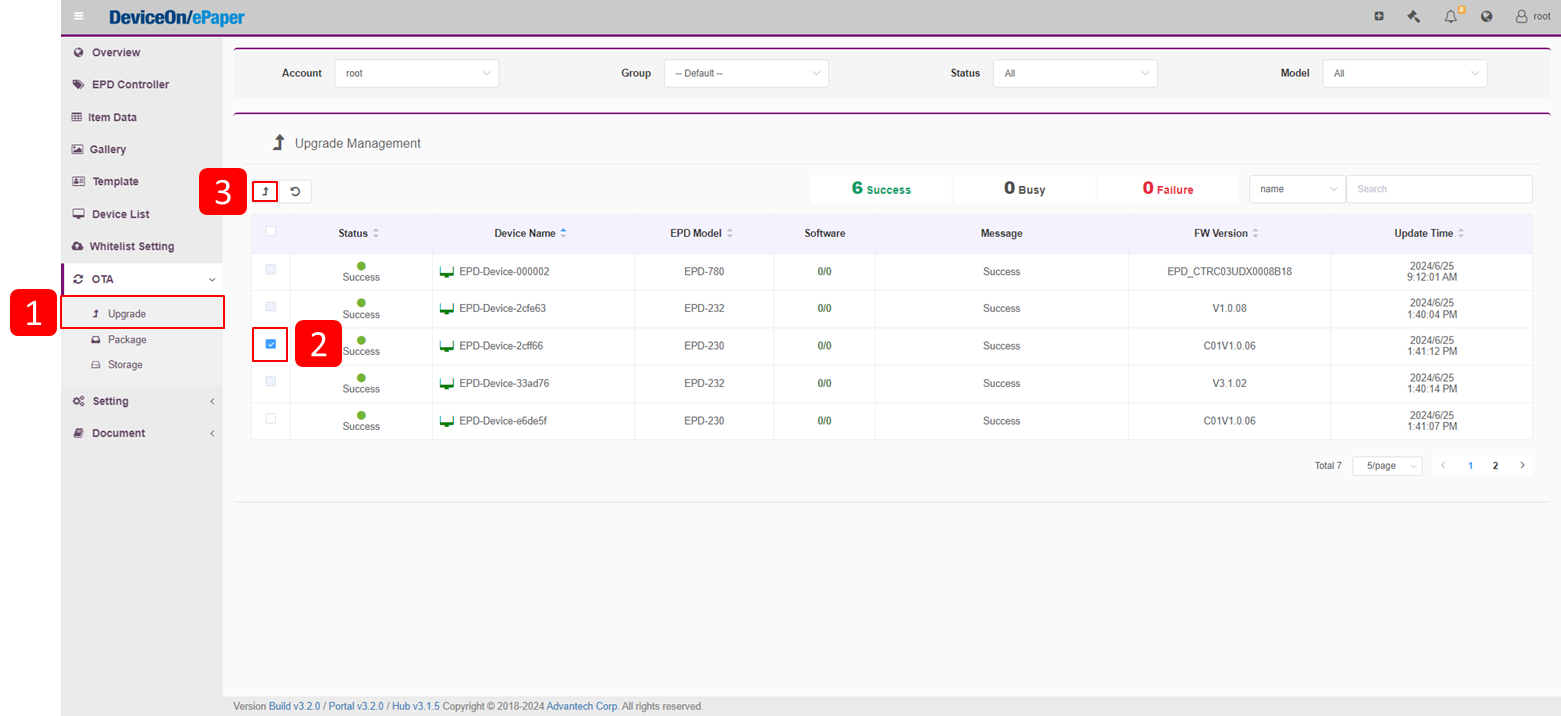 DeviceOn/ePaper
8
root
Overview
EPD Controller
Item Data
Gallery
Template
Device List
Whitelist Setting
OTA
1
Upgrade
Package
Storage
Setting
Document
Account root Group -- Default -- Status All Model All
Upgrade Management
3
6 Success 0 Busy 0 Failure name Search
Status Device Name EPD Model Software Message FW Version Update Time
Success EPD-Device-000002 EPD-780 0/0 Success EPD_CTRC03UDX0008B18 2024/6/25 9:12:01 AM
Success EPD-Device-2cfe63 EPD-232 0/0 Success V1.0.08 2024/6/25 1:40:04 PM
2
Success EPD-Device-2cff66 EPD-230 0/0 Success C01V1.0.06 2024/6/25 1:41:12 PM
Success EPD-Device-33ad76 EPD-232 0/0 Success V3.1.02 2024/6/25 1:40:14 PM
Success EPD-Device-e6de5f EPD-230 0/0 Success C01V1.0.06 2024/6/25 1:41:07 PM
Total 7 5/page 1 2
Version Build v3.2.0 / Portal v3.2.0 / Hub v3.1.5 Copyright © 2018-2024 Advantech Corp. All rights reserved.